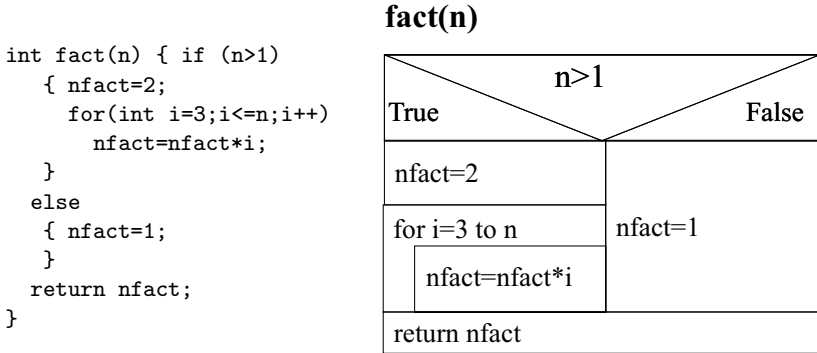 int fact(n) { if (n>1)
{ nfact=2;
for(int i=3;i<=n;i++)
nfact=nfact*i;
}
else
{ nfact=1;
}
return nfact;
}
fact(n)
n>1
True
False
nfact=2
for i=3 to n
nfact=nfact*i
nfact=1
return nfact